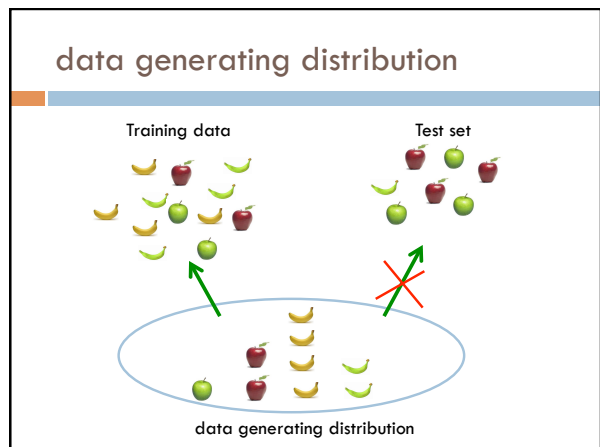 data generating distribution
Training data
Test set
data generating distribution